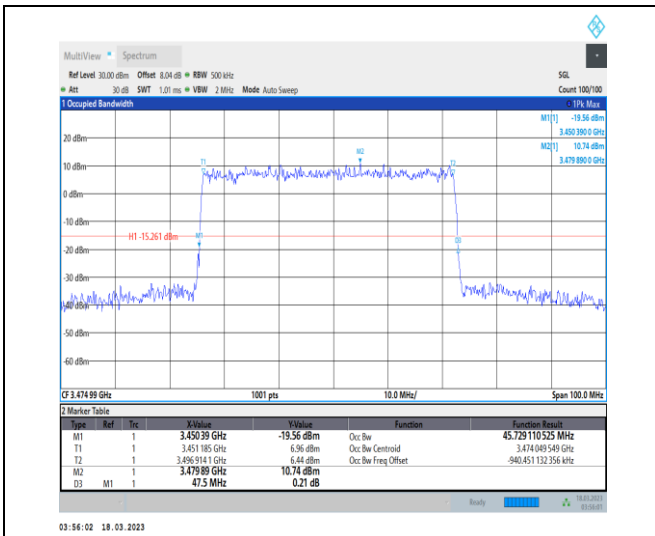 MultiView Spectrum
Ref Level 30.00 dBm Offset 8.04 dB RBW 500 kHz SGL
Att 30 dB SWT 1.01 ms VBW 2 MHz Mode Auto Sweep Count 100/100
1 Occupied Bandwidth 1Pk Max
M1[1] -19.56 dBm
3.450 390 0 GHz
M2[1] 10.74 dBm
3.479 890 0 GHz
20 dBm
M2
T1 T2
10 dBm
0 dBm
-10 dBm
H1 -15.261 dBm M1 D3
-20 dBm
-30 dBm
-40 dBm
-50 dBm
-60 dBm
CF 3.474 99 GHz 1001 pts 10.0 MHz/ Span 100.0 MHz
2 Marker Table
Type Ref Trc X-Value Y-Value Function Function Result
M1 1 3.45039 GHz -19.56 dBm Occ Bw 45.729 110 525 MHz
T1 1 3.451 185 GHz 6.96 dBm Occ Bw Centroid 3.474 049 549 GHz
T2 1 3.496 914 1 GHz 6.44 dBm Occ Bw Freq Offset -940.451 132 356 kHz
M2 1 3.479 89 GHz 10.74 dBm
D3 M1 1 47.5 MHz 0.21 dB
Ready 18.03.2023
03:56:01
03:56:02 18.03.2023